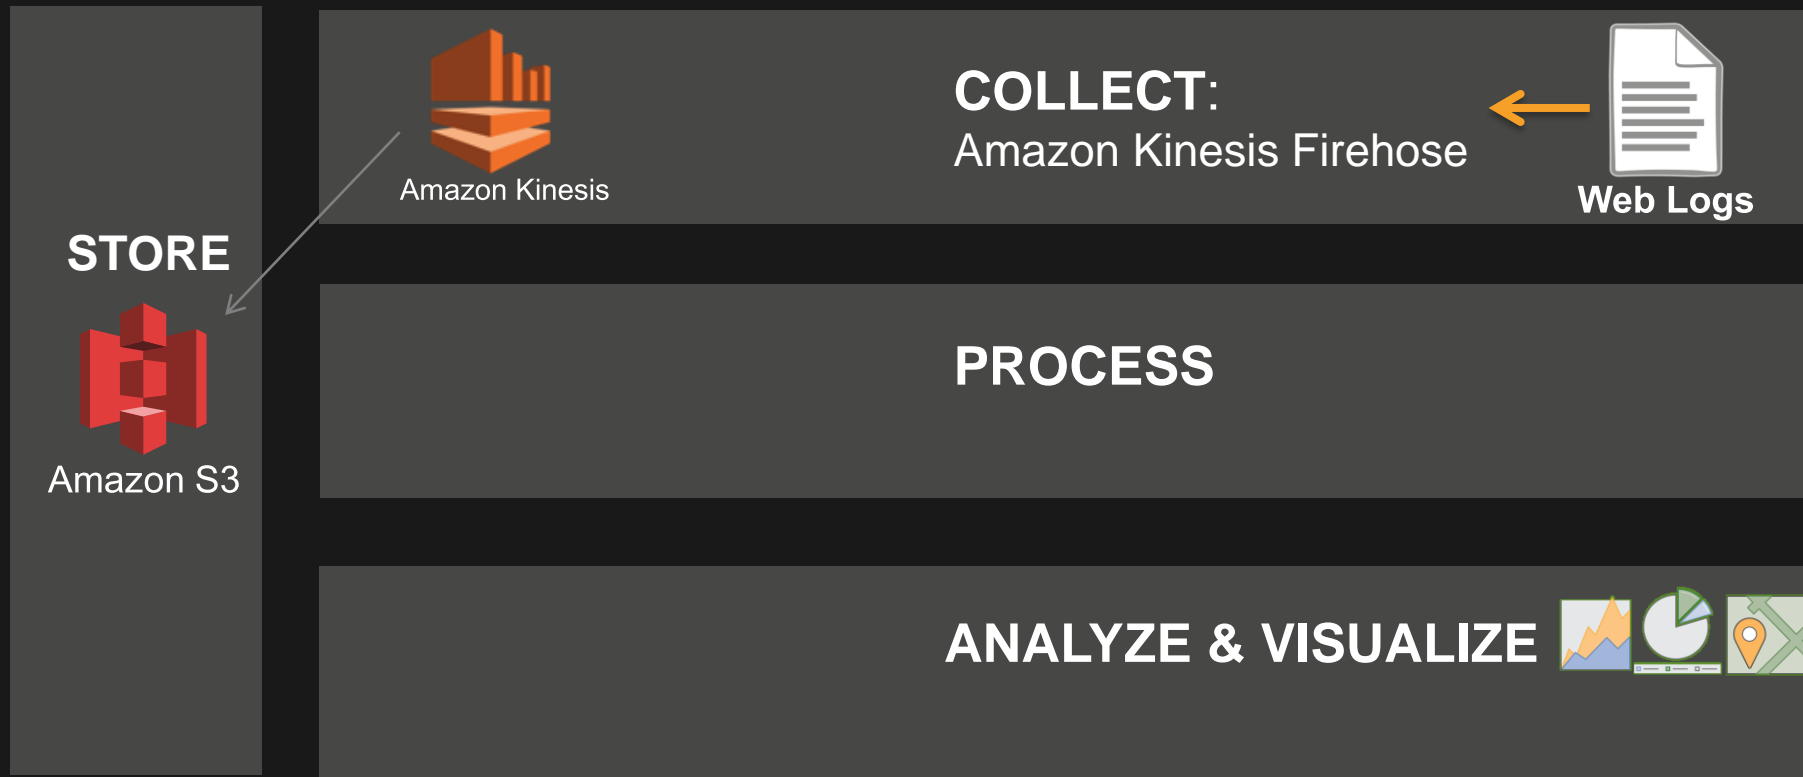 STORE
Amazon S3
Amazon Kinesis
COLLECT:
Amazon Kinesis Firehose
Web Logs
PROCESS
ANALYZE & VISUALIZE